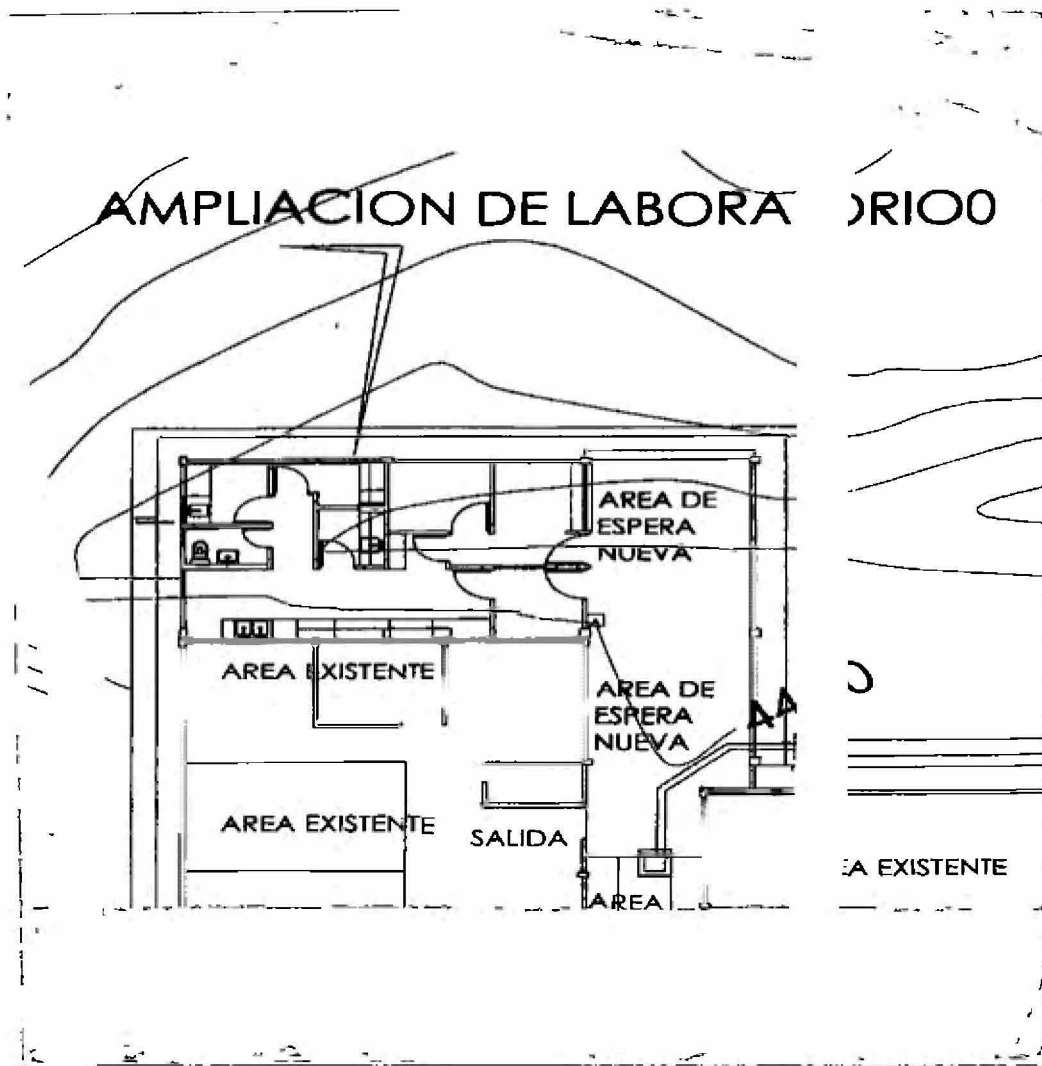 AMPLIACION DE LABORA ORIO0
AREA DE
ESPERA
NUEVA
AREA EXISTENTE
AREA DE
ESPERA
NUEVA
AREA EXISTENTE
SALIDA
EA EXISTENTE
AREA